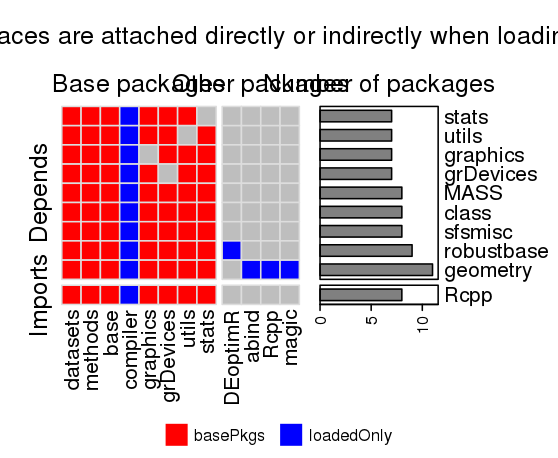 aces are attached directly or indirectly when loadin
Base packages
Other packages
Number of packages
Depends
Imports
stats
utils
graphics
grDevices
MASS
class
sfsmisc
robustbase
geometry
Rcpp
datasets
methods
base
compiler
graphics
grDevices
utils
stats
DEoptimR
abind
Rcpp
magic
0
5
10
basePkgs
loadedOnly